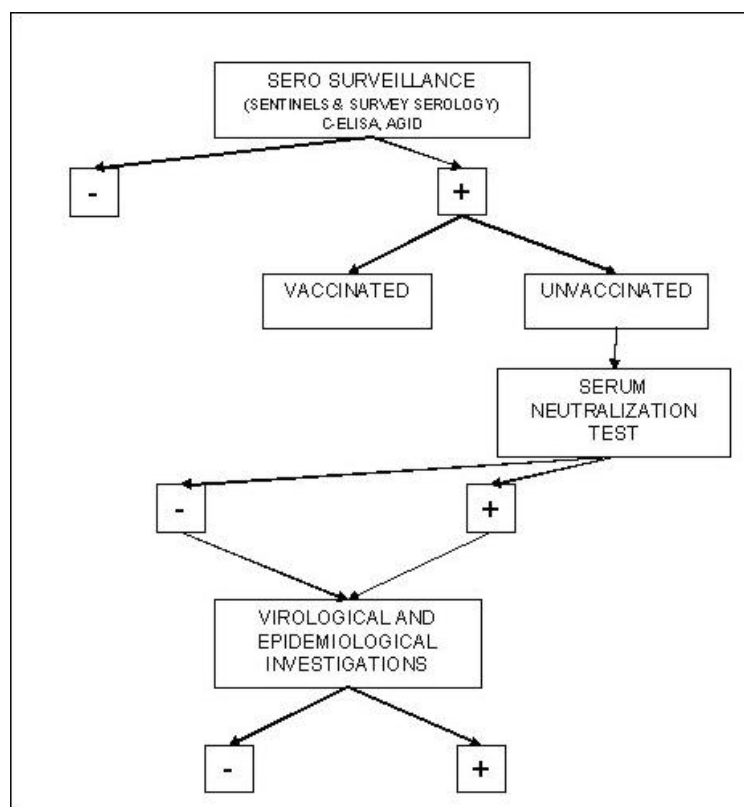 SERO SURVEILLANCE
(SENTINELS & SURVEY SEROLOGY)
C-ELISA, AGID
- +
VACCINATED UNVACCINATED
SERUM
NEUTRALIZATION
TEST
- +
VIROLOGICAL AND
EPIDEMIOLOGICAL
INVESTIGATIONS
- +